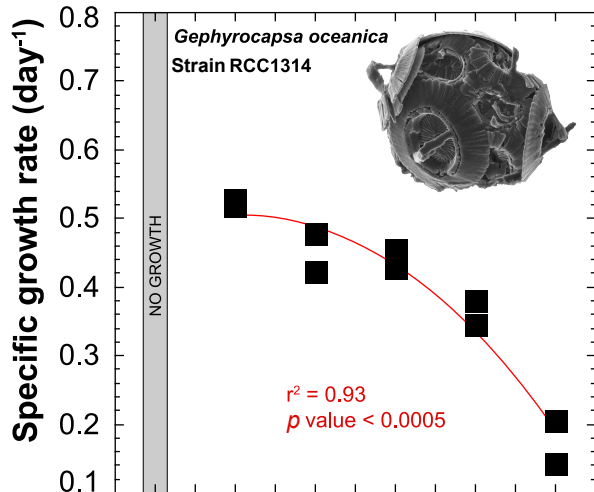 Specific growth rate (day⁻¹)
0.8
0.7
0.6
0.5
0.4
0.3
0.2
0.1
NO GROWTH
Gephyrocapsa oceanica
Strain RCC1314
r² = 0.93
p value < 0.0005